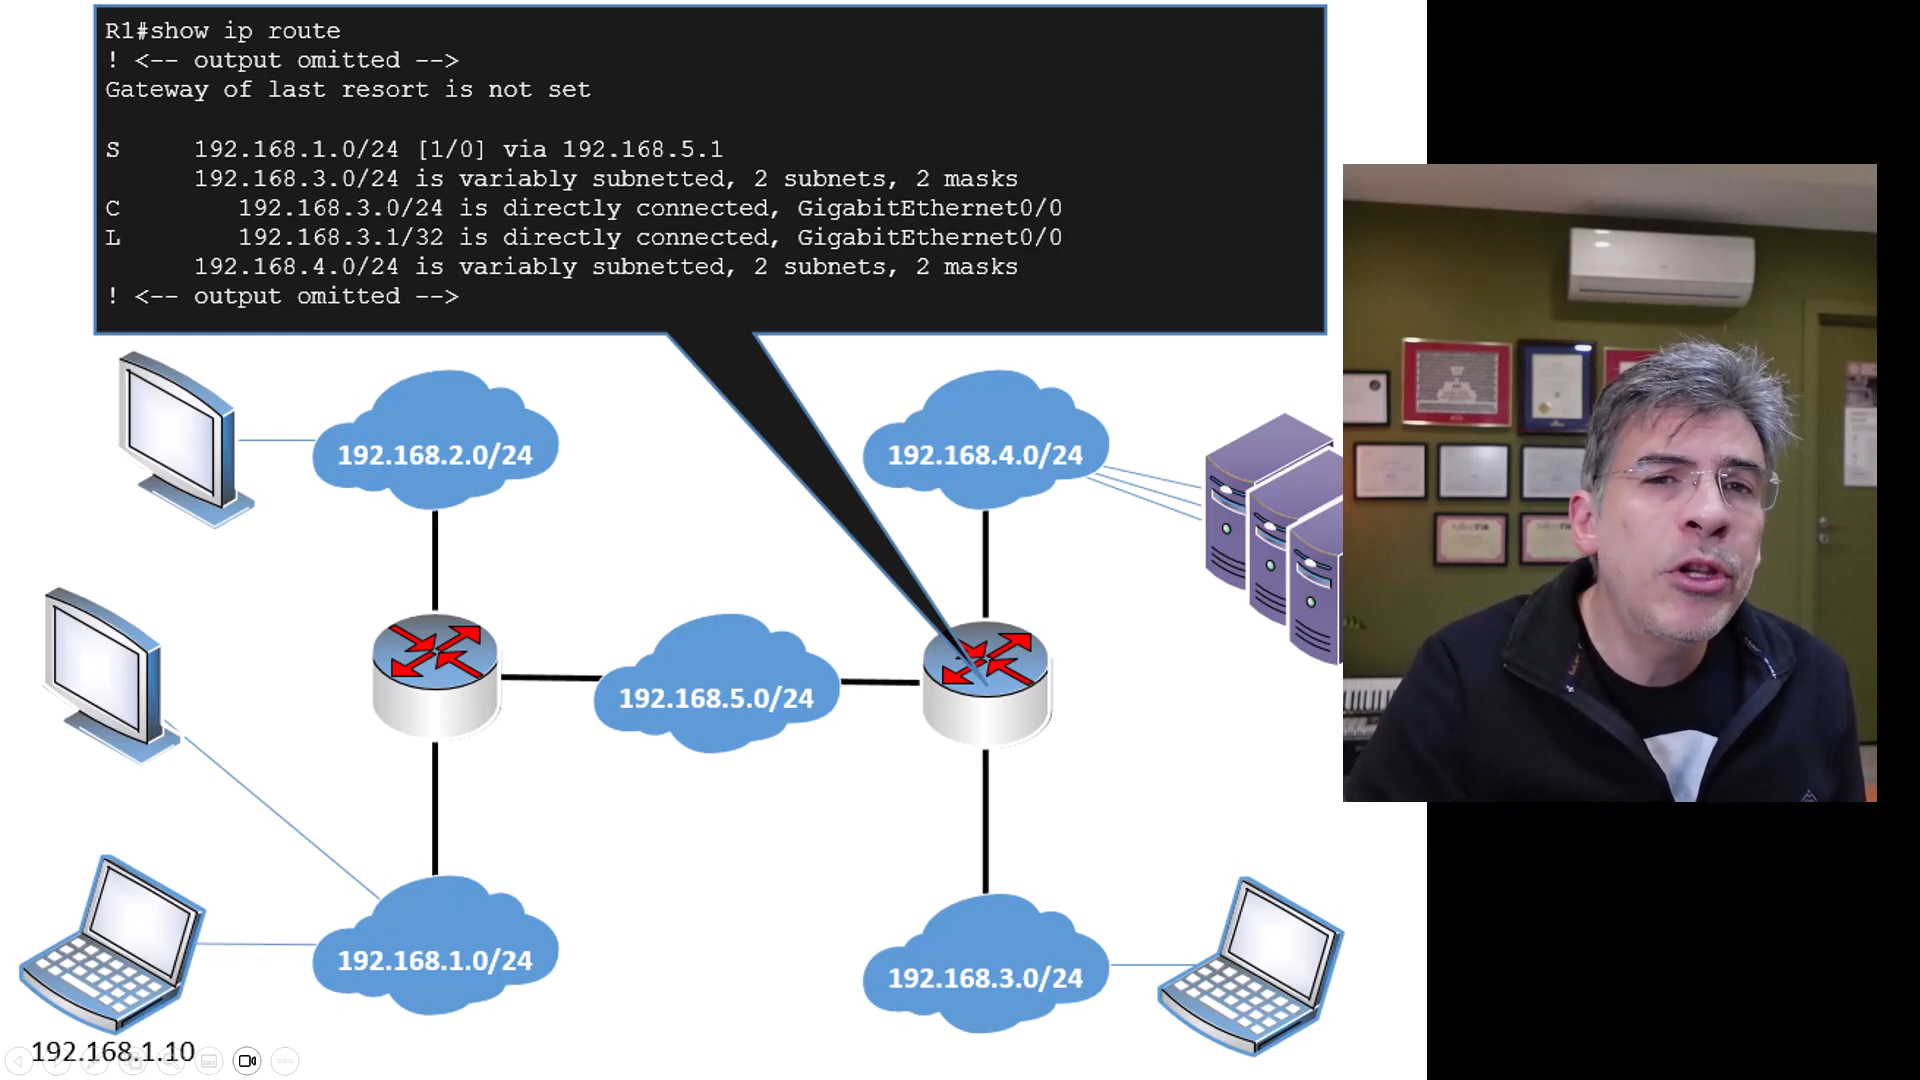 R1#show ip route
! <-- output omitted -->
Gateway of last resort is not set
S 192.168.1.0/24 [1/0] via 192.168.5.1
192.168.3.0/24 is variably subnetted, 2 subnets, 2 masks
C 192.168.3.0/24 is directly connected, GigabitEthernet0/0
L 192.168.3.1/32 is directly connected, GigabitEthernet0/0
192.168.4.0/24 is variably subnetted, 2 subnets, 2 masks
! <-- output omitted -->
192.168.2.0/24
192.168.4.0/24
192.168.5.0/24
192.168.1.0/24
192.168.3.0/24
192.168.1.10